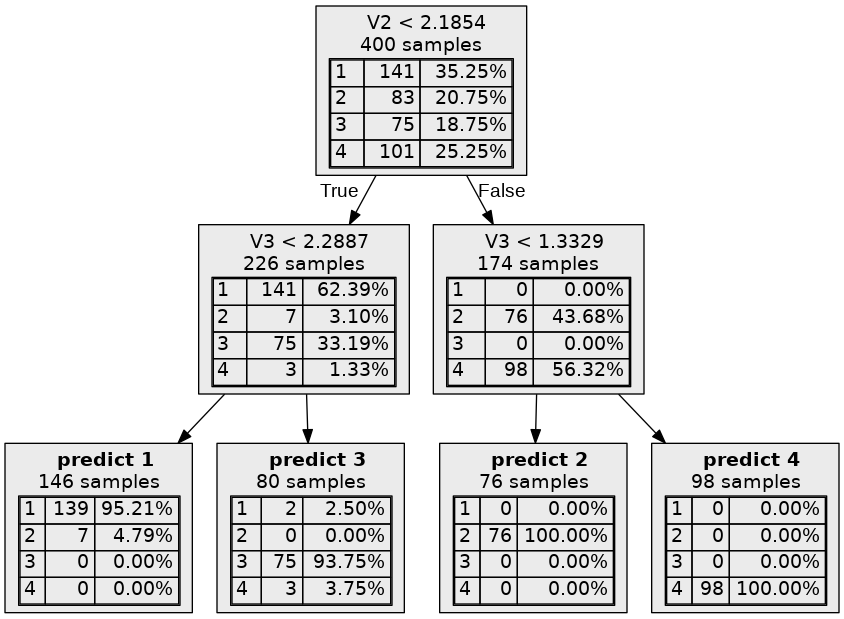 V2 < 2.1854
400 samples
1 141 35.25%
2 83 20.75%
3 75 18.75%
4 101 25.25%
True False
V3 < 2.2887
226 samples
1 141 62.39%
2 7 3.10%
3 75 33.19%
4 3 1.33%
V3 < 1.3329
174 samples
1 0 0.00%
2 76 43.68%
3 0 0.00%
4 98 56.32%
predict 1
146 samples
1 139 95.21%
2 7 4.79%
3 0 0.00%
4 0 0.00%
predict 3
80 samples
1 2 2.50%
2 0 0.00%
3 75 93.75%
4 3 3.75%
predict 2
76 samples
1 0 0.00%
2 76 100.00%
3 0 0.00%
4 0 0.00%
predict 4
98 samples
1 0 0.00%
2 0 0.00%
3 0 0.00%
4 98 100.00%